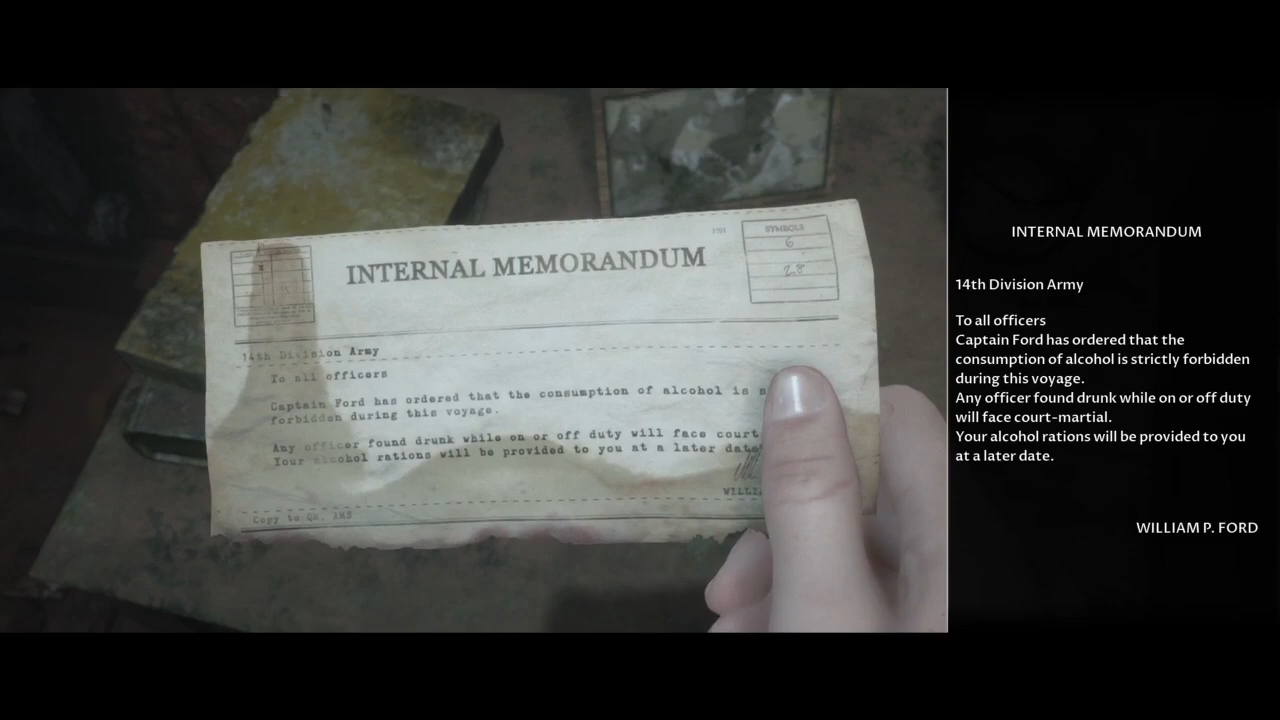 INTERNAL MEMORANDUM
SYMBOLS
6
2.8
14th Division Army
To all officers
Captain Ford has ordered that the consumption of alcohol is s
forbidden during this voyage.
Any officer found drunk while on or off duty will face court
Your alcohol rations will be provided to you at a later date
WILLI
Copy to
INTERNAL MEMORANDUM
14th Division Army
To all officers
Captain Ford has ordered that the
consumption of alcohol is strictly forbidden
during this voyage.
Any officer found drunk while on or off duty
will face court-martial.
Your alcohol rations will be provided to you
at a later date.
WILLIAM P. FORD